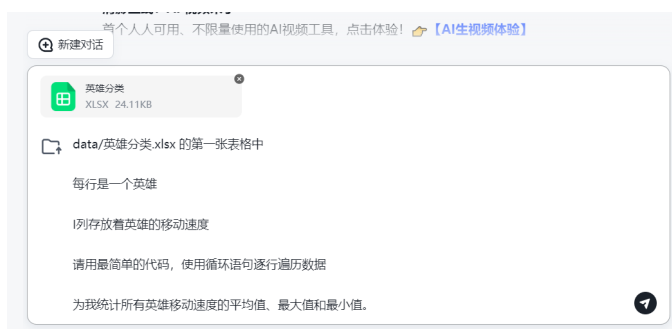 首个人人可用、不限量使用的AI视频工具，点击体验！👉【AI生视频体验】
新建对话
英雄分类
XLSX 24.11KB
data/英雄分类.xlsx 的第一张表格中
每行是一个英雄
I列存放着英雄的移动速度
请用最简单的代码，使用循环语句逐行遍历数据
为我统计所有英雄移动速度的平均值、最大值和最小值。